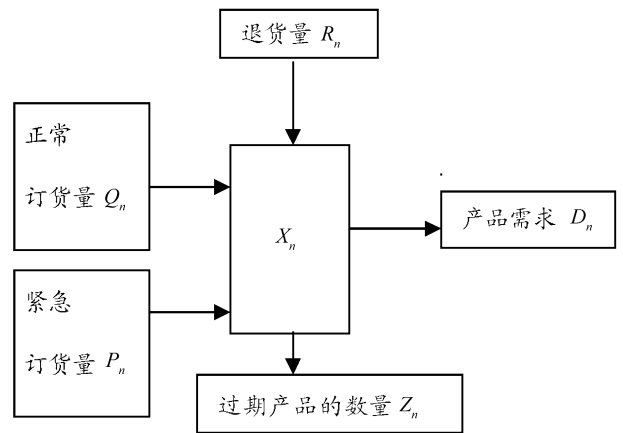 退货量 Rₙ
正常
订货量 Qₙ
Xₙ
产品需求 Dₙ
紧急
订货量 Pₙ
过期产品的数量 Zₙ